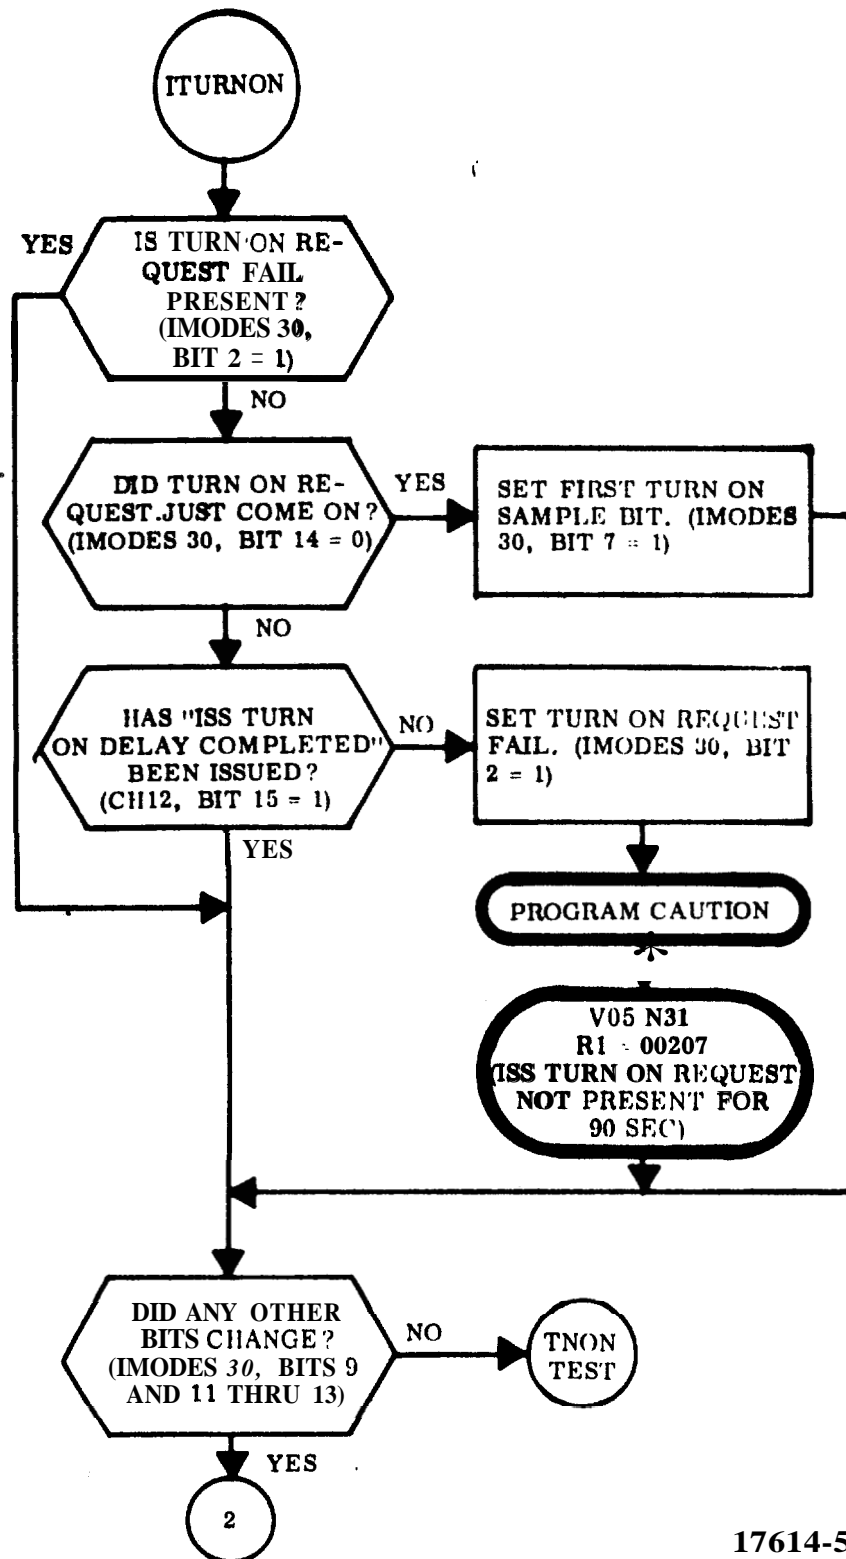 ITURNON
YES
IS TURN ON RE-
QUEST FAIL
PRESENT?
(IMODES 30,
BIT 2 = 1)
NO
DID TURN ON RE-
QUEST JUST COME ON?
(IMODES 30, BIT 14 = 0)
YES
SET FIRST TURN ON
SAMPLE BIT. (IMODES
30, BIT 7 = 1)
NO
HAS "ISS TURN
ON DELAY COMPLETED"
BEEN ISSUED?
(CH12, BIT 15 = 1)
NO
SET TURN ON REQUEST
FAIL. (IMODES 30, BIT
2 = 1)
YES
PROGRAM CAUTION
V05 N31
R1 - 00207
(ISS TURN ON REQUEST
NOT PRESENT FOR
90 SEC)
DID ANY OTHER
BITS CHANGE?
(IMODES 30, BITS 9
AND 11 THRU 13)
NO
TNON
TEST
YES
2
17614-5